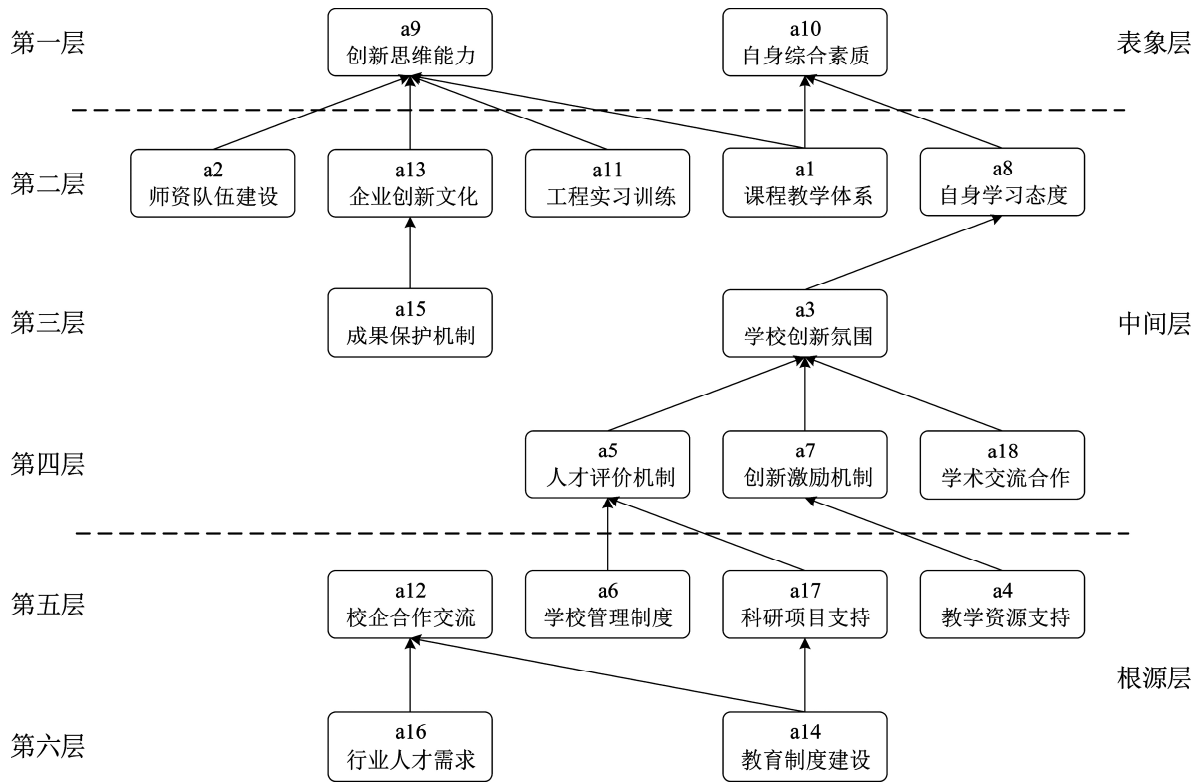 第一层
a9
创新思维能力
a10
自身综合素质
表象层
第二层
a2
师资队伍建设
a13
企业创新文化
a11
工程实习训练
a1
课程教学体系
a8
自身学习态度
第三层
a15
成果保护机制
a3
学校创新氛围
中间层
第四层
a5
人才评价机制
a7
创新激励机制
a18
学术交流合作
第五层
a12
校企合作交流
a6
学校管理制度
a17
科研项目支持
a4
教学资源支持
根源层
第六层
a16
行业人才需求
a14
教育制度建设